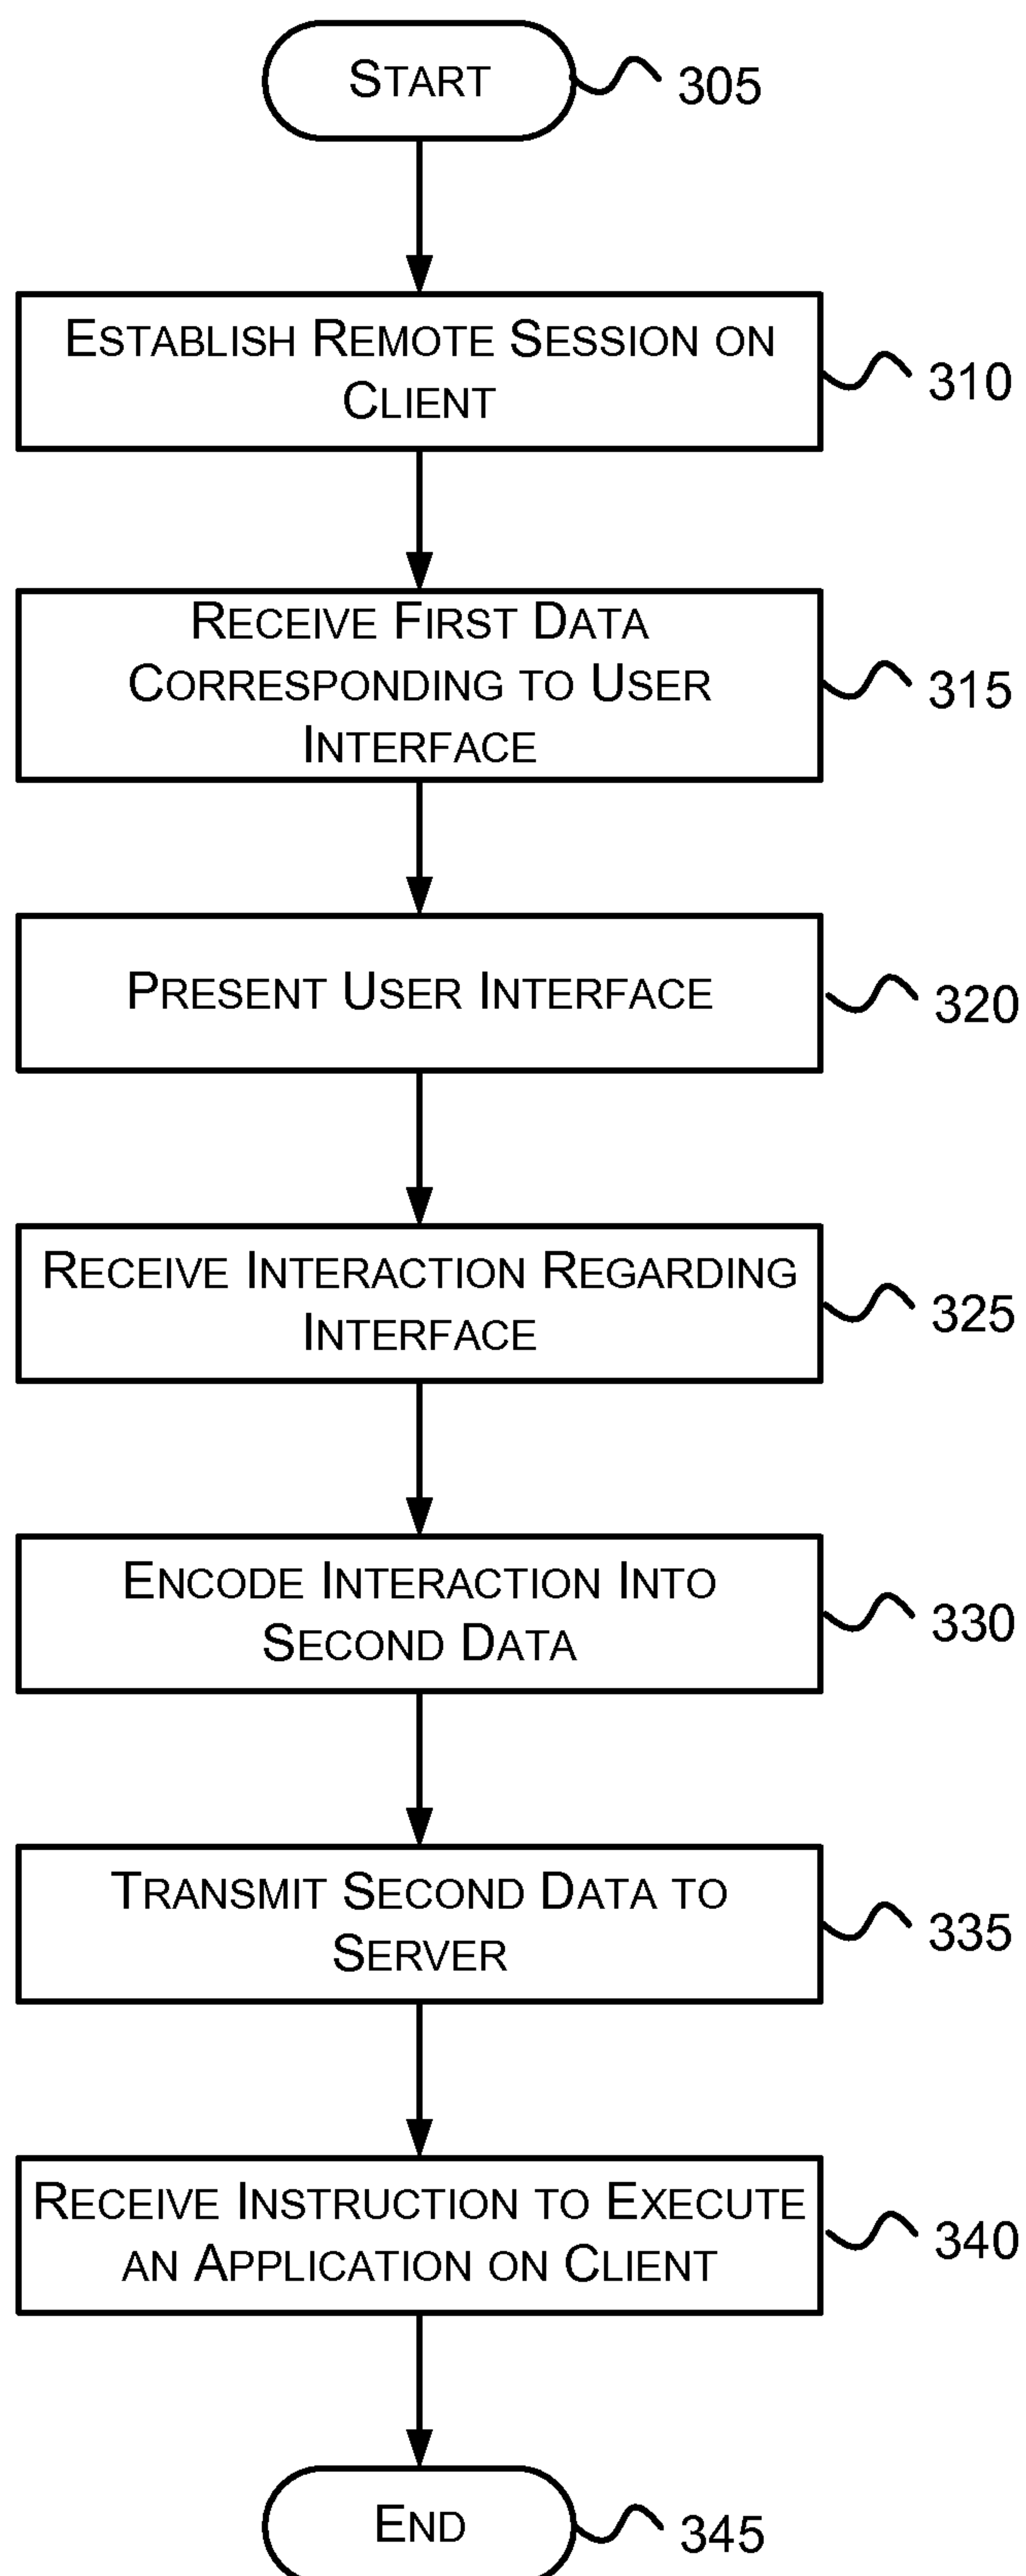 START
305
ESTABLISH REMOTE SESSION ON
CLIENT
310
RECEIVE FIRST DATA
CORRESPONDING TO USER
INTERFACE
315
PRESENT USER INTERFACE
320
RECEIVE INTERACTION REGARDING
INTERFACE
325
ENCODE INTERACTION INTO
SECOND DATA
330
TRANSMIT SECOND DATA TO
SERVER
335
RECEIVE INSTRUCTION TO EXECUTE
AN APPLICATION ON CLIENT
340
END
345